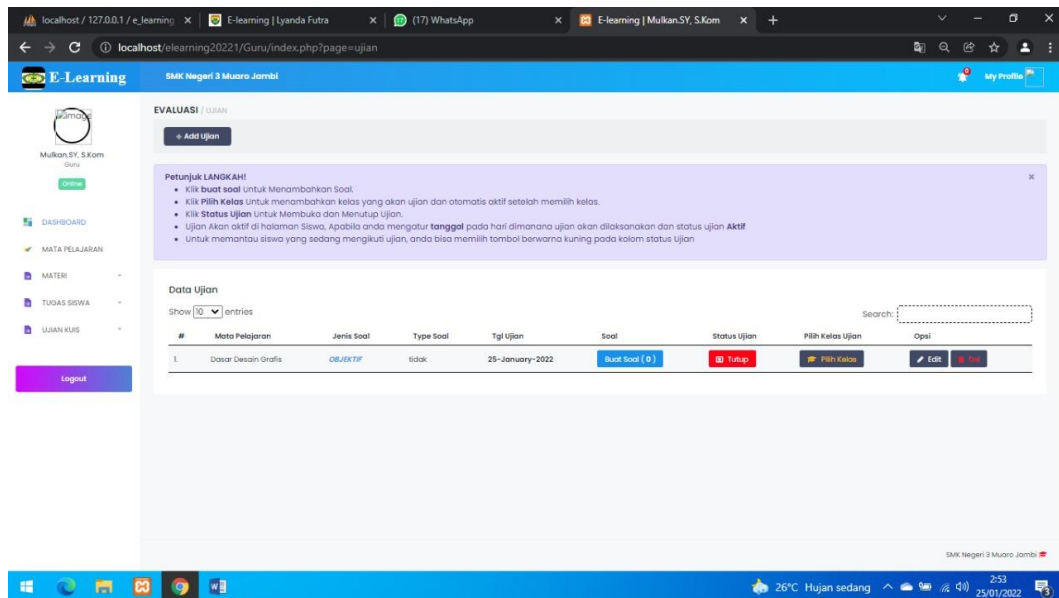 localhost / 127.0.0.1 / e_learning
E-learning | Lyanda Futra
(17) WhatsApp
E-learning | Mulkan.SY, S.Kom
localhost/elearning20221/Guru/index.php?page=ujian
E-Learning
SMK Negeri 3 Muaro Jambi
0
My Profile
image
Mulkan.SY, S.Kom
Guru
Online
DASHBOARD
MATA PELAJARAN
MATERI
TUGAS SISWA
UJIAN KUIS
Logout
EVALUASI / UJIAN
+ Add Ujian
Petunjuk LANGKAH!
• Klik buat soal Untuk Menambahkan Soal.
• Klik Pilih Kelas Untuk menambahkan kelas yang akan ujian dan otomatis aktif setelah memilih kelas.
• Klik Status Ujian Untuk Membuka dan Menutup Ujian.
• Ujian Akan aktif di halaman Siswa, Apabila anda mengatur tanggal pada hari dimanana ujian akan dilaksanakan dan status ujian Aktif
• Untuk memantau siswa yang sedang mengikuti ujian, anda bisa memilih tombol berwarna kuning pada kolom status Ujian
Data Ujian
Show 10 entries
Search:
# Mata Pelajaran Jenis Soal Type Soal Tgl Ujian Soal Status Ujian Pilih Kelas Ujian Opsi
1. Dasar Desain Grafis OBJEKTIF tidak 25-January-2022 Buat Soal ( 0 ) Tutup Pilih Kelas Edit Del
SMK Negeri 3 Muaro Jambi
26°C Hujan sedang
2:53
25/01/2022
3